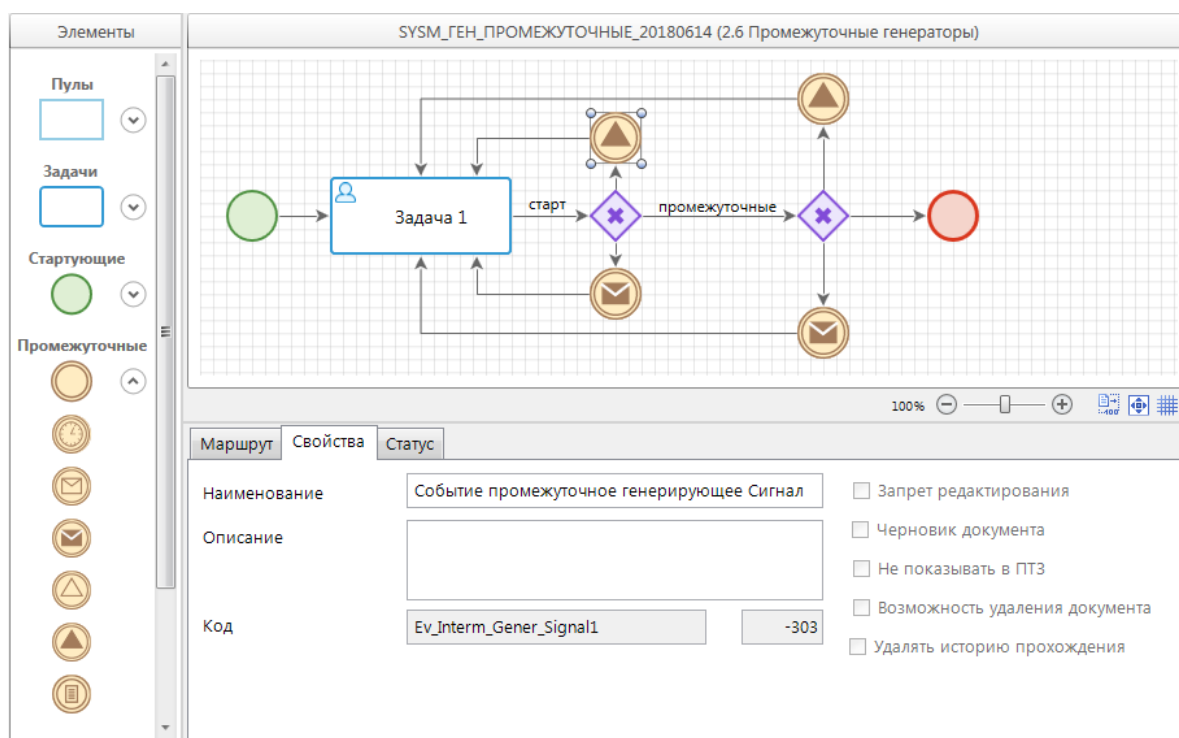 Элементы
SYSM_ГЕН_ПРОМЕЖУТОЧНЫЕ_20180614 (2.6 Промежуточные генераторы)
Пулы
Задачи
Стартующие
Промежуточные
Задача 1
старт
промежуточные
100%
Маршрут
Свойства
Статус
Наименование
Событие промежуточное генерирующее Сигнал
Запрет редактирования
Описание
Черновик документа
Не показывать в ПТЗ
Возможность удаления документа
Код
Ev_Interm_Gener_Signal1
-303
Удалять историю прохождения